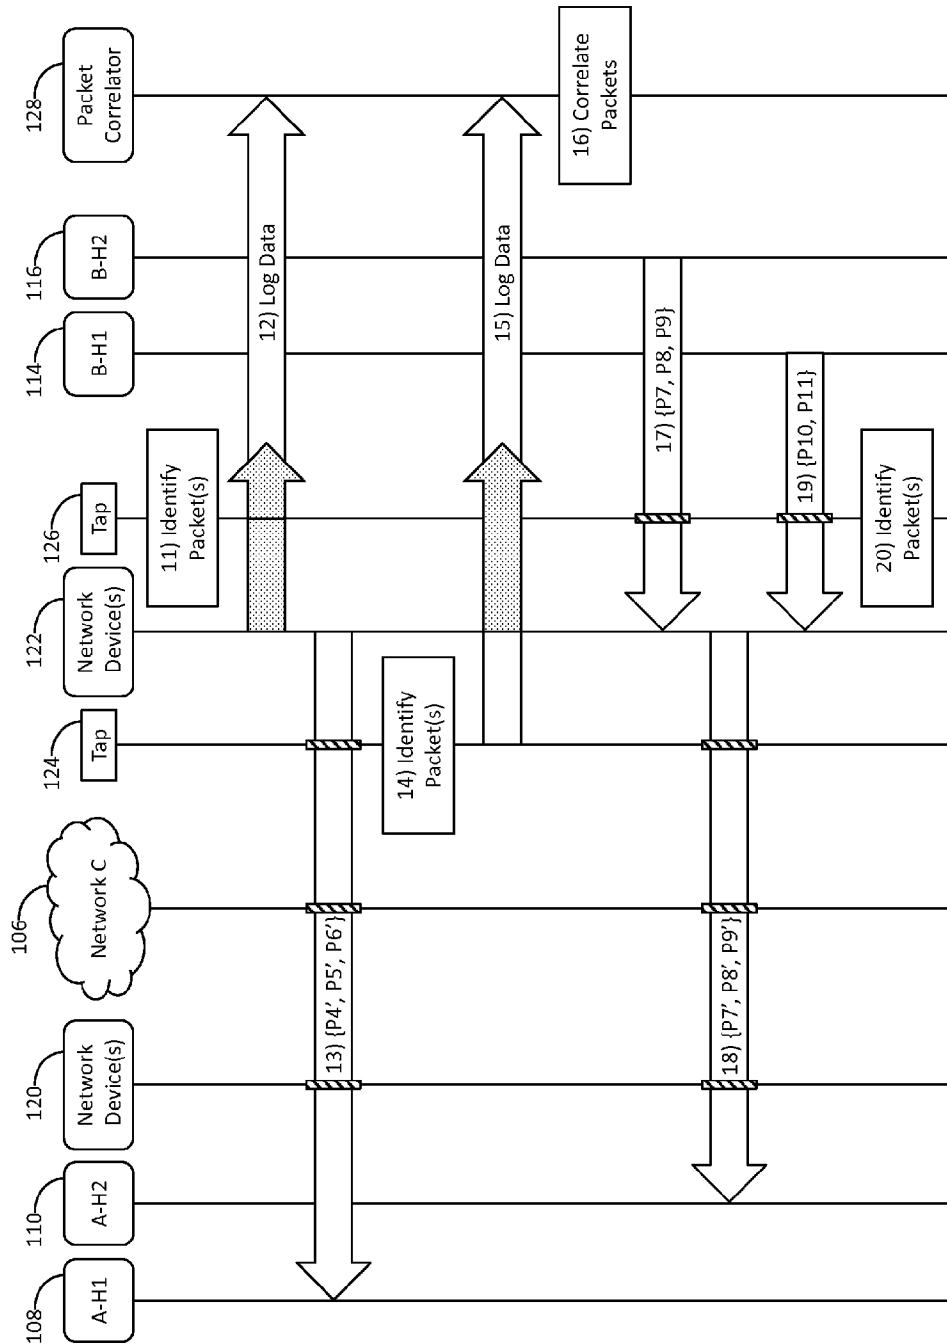 108
A-H1
110
A-H2
120
Network
Device(s)
106
Network C
124
Tap
122
Network
Device(s)
126
Tap
114
B-H1
116
B-H2
128
Packet
Correlator
11) Identify
Packet(s)
12) Log Data
13) {P4', P5', P6'}
14) Identify
Packet(s)
15) Log Data
16) Correlate
Packets
17) {P7, P8, P9}
18) {P7', P8', P9'}
19) {P10, P11}
20) Identify
Packet(s)